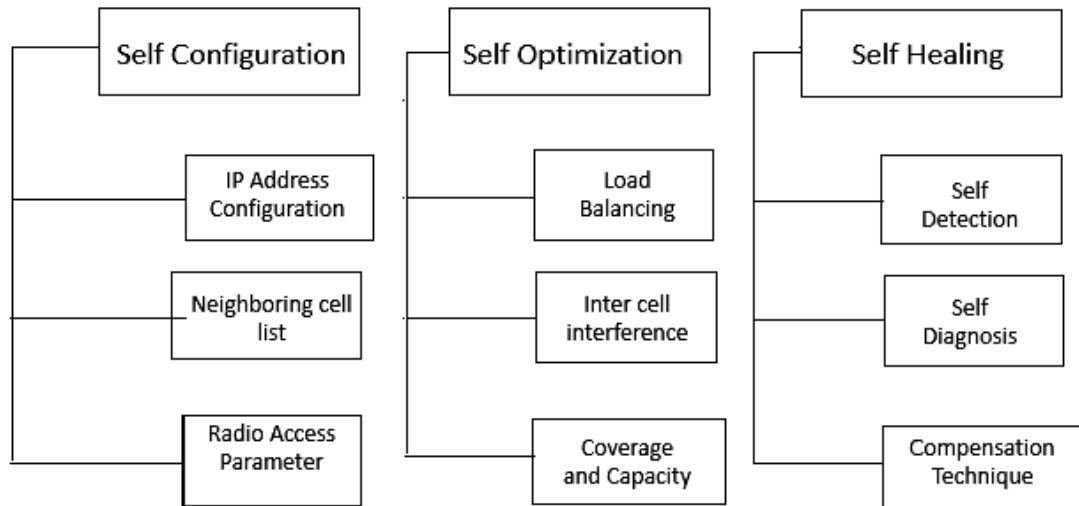 Self Configuration
IP Address
Configuration
Neighboring cell
list
Radio Access
Parameter
Self Optimization
Load
Balancing
Inter cell
interference
Coverage
and Capacity
Self Healing
Self
Detection
Self
Diagnosis
Compensation
Technique